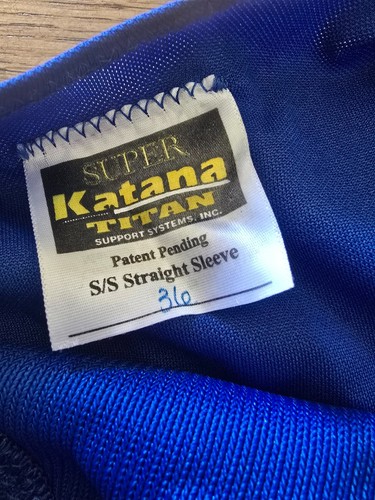 SUPER
Katana
TITAN
SUPPORT SYSTEMS, INC.
Patent Pending
S/S Straight Sleeve
36